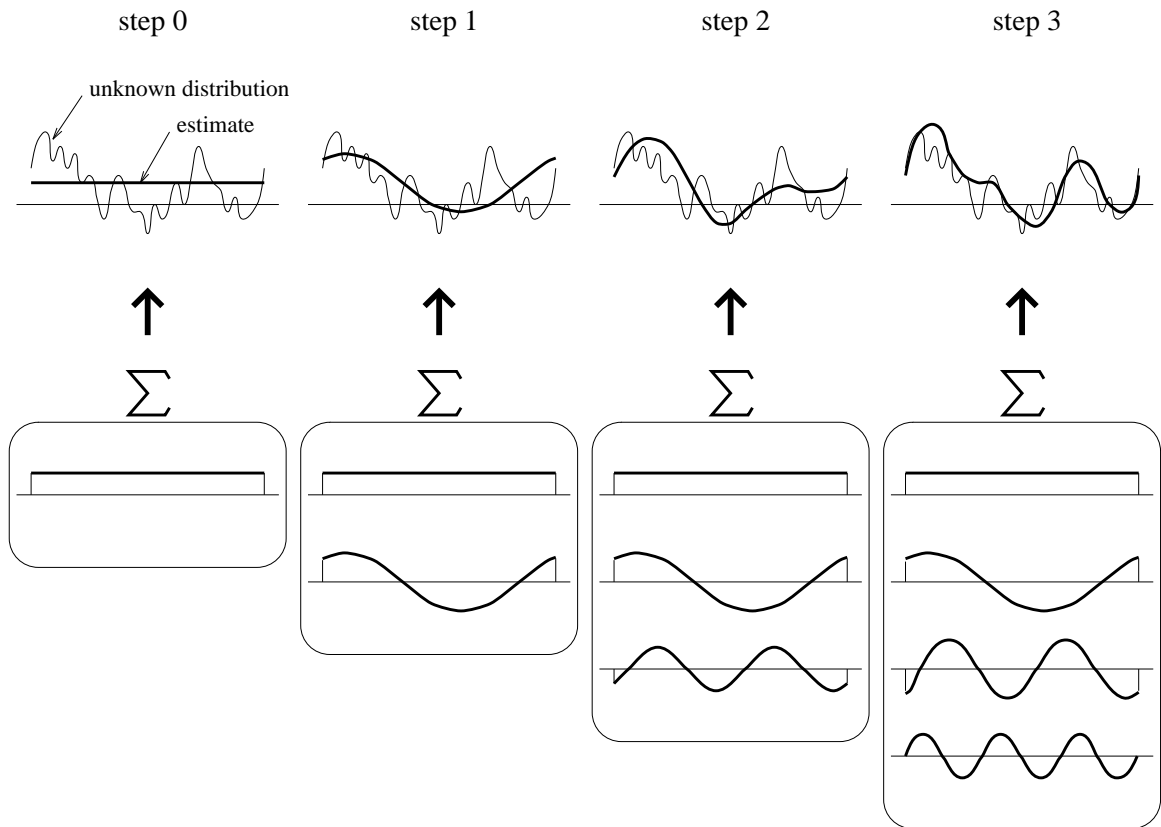 step 0
step 1
step 2
step 3
unknown distribution
estimate
Σ
Σ
Σ
Σ